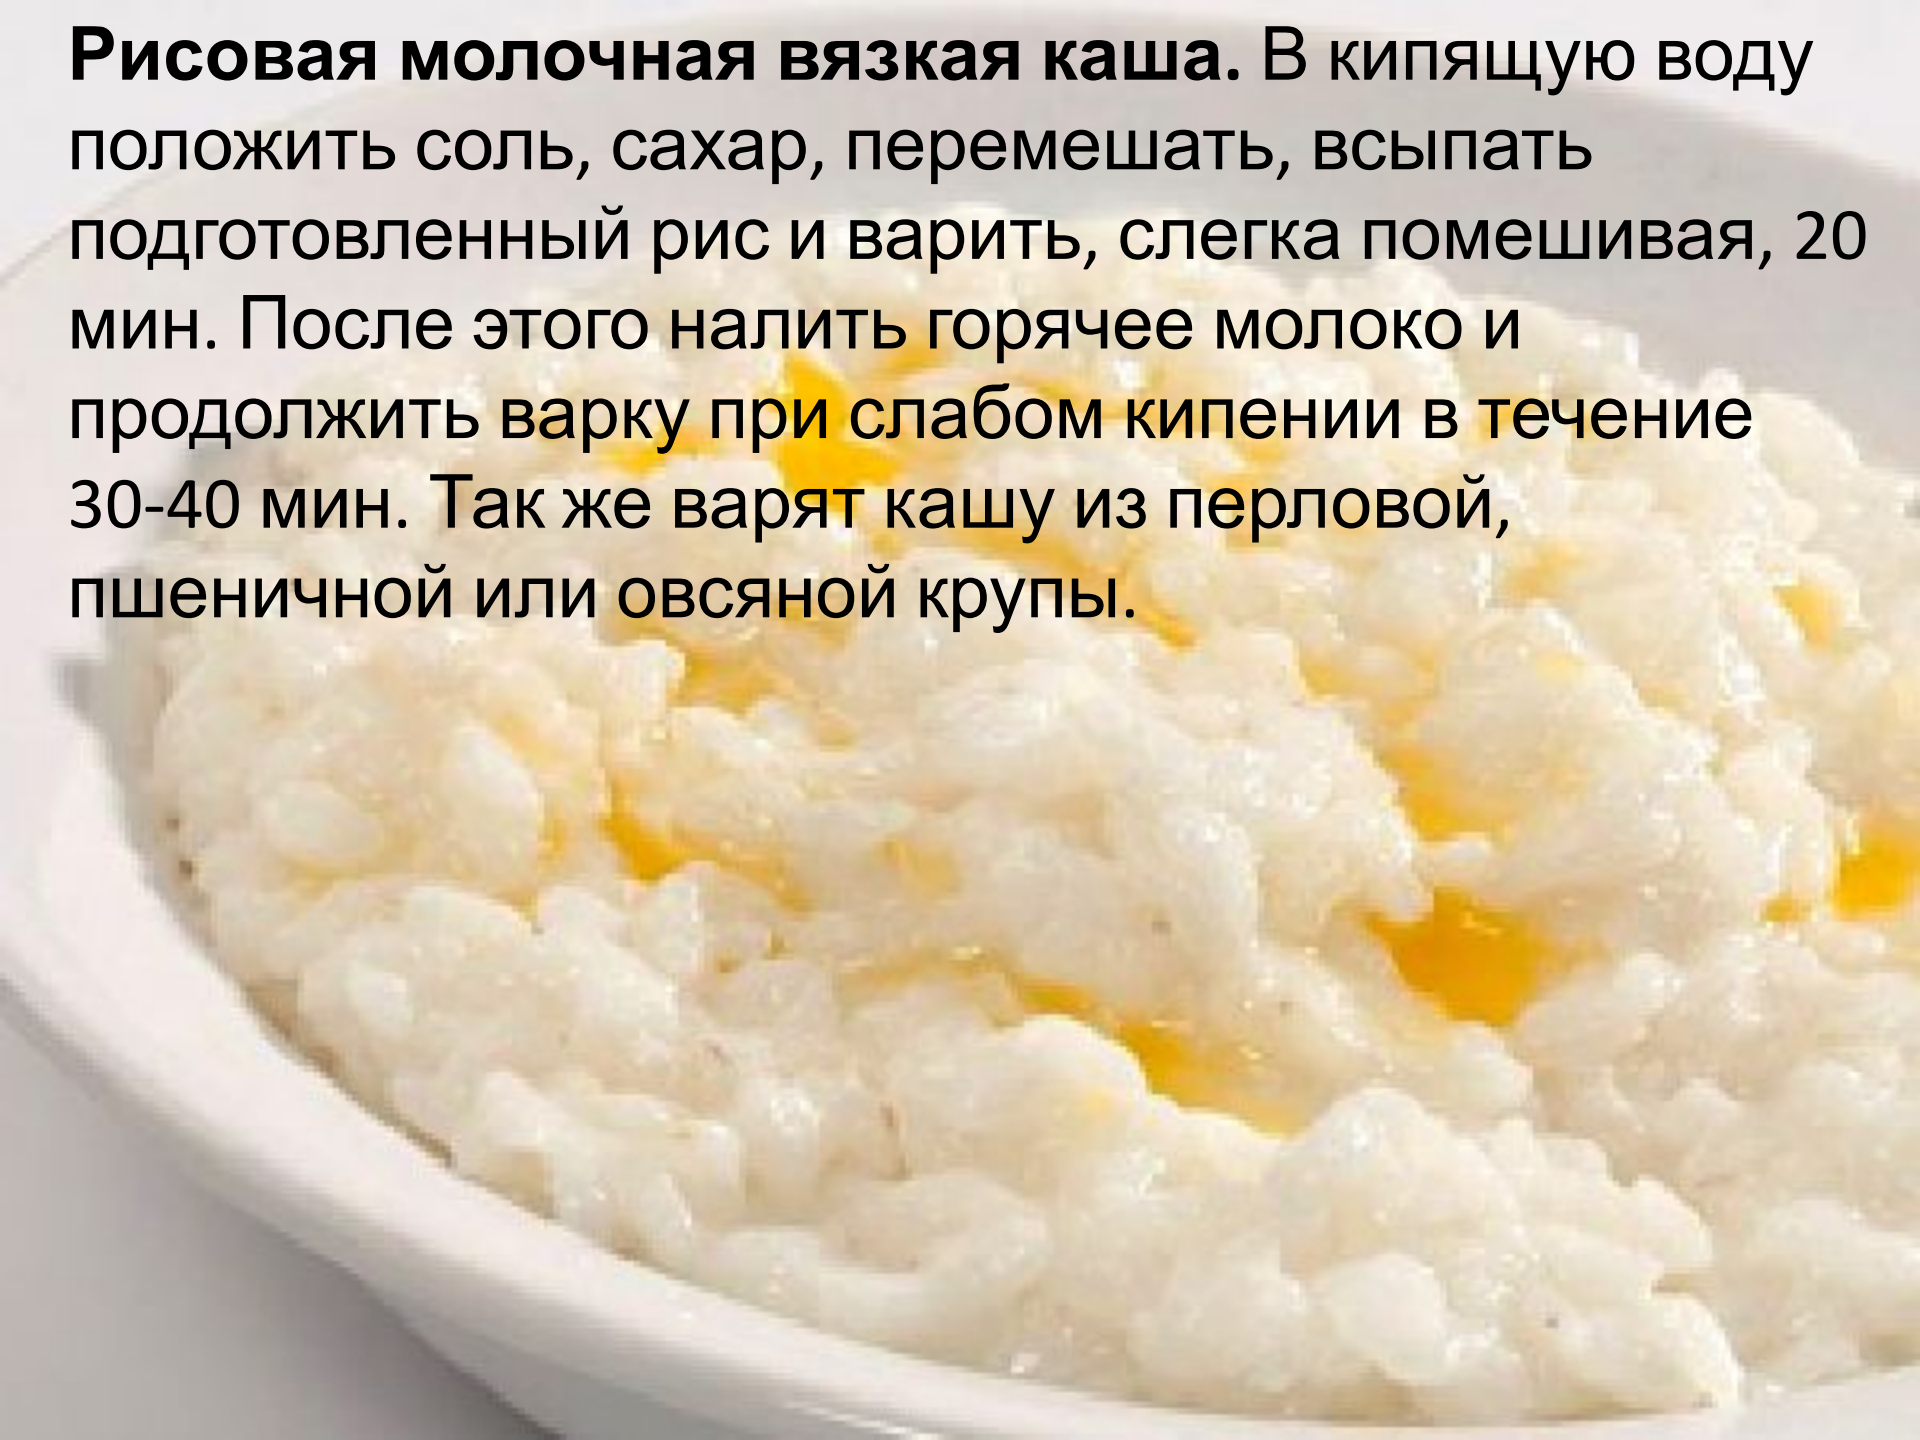 Рисовая молочная вязкая каша. В кипящую воду
положить соль, сахар, перемешать, всыпать
подготовленный рис и варить, слегка помешивая, 20
мин. После этого налить горячее молоко и
продолжить варку при слабом кипении в течение
30-40 мин. Так же варят кашу из перловой,
пшеничной или овсяной крупы.